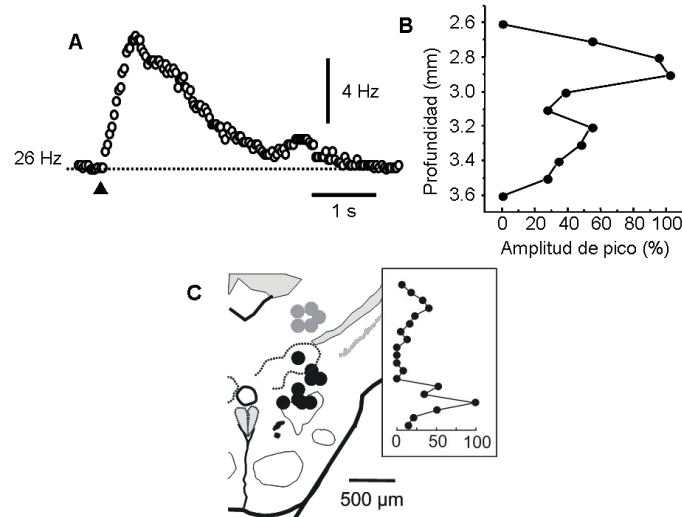 A
4 Hz
26 Hz
1 s
B
Profundidad (mm)
2.6
2.8
3.0
3.2
3.4
3.6
0 20 40 60 80 100
Amplitud de pico (%)
C
0 50 100
500 µm